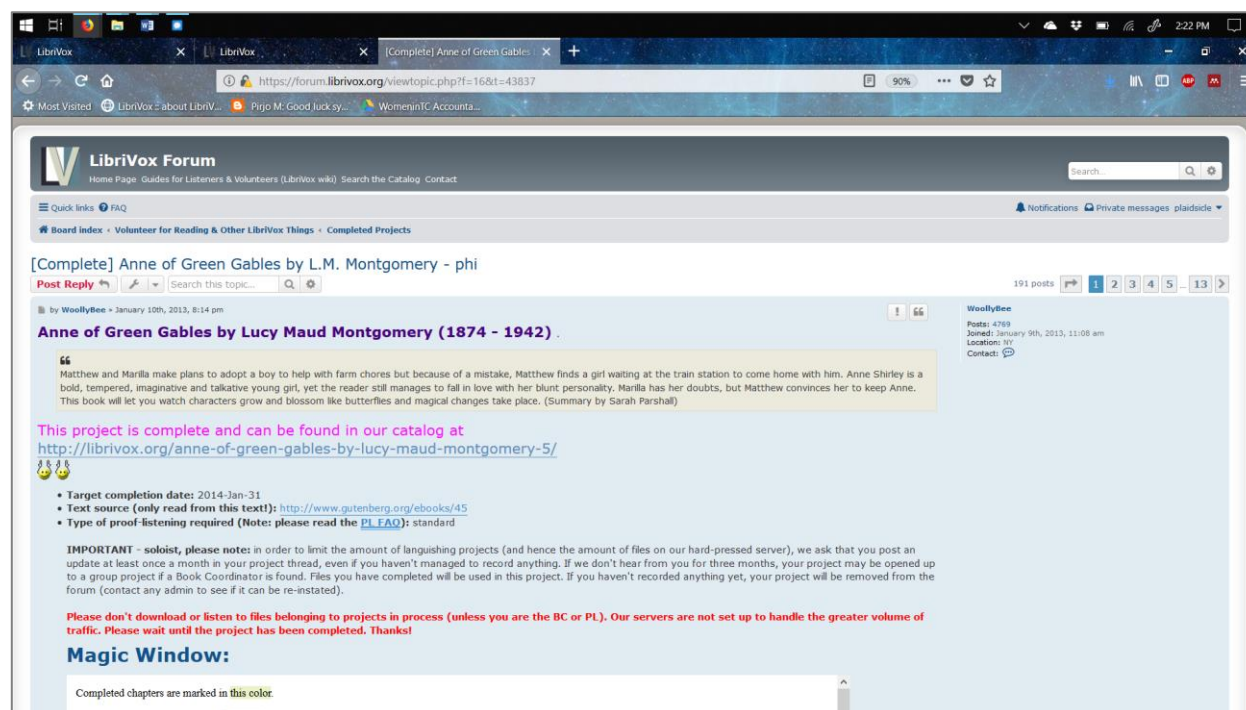 2:22 PM
LibriVox
LibriVox
[Complete] Anne of Green Gables
https://forum.librivox.org/viewtopic.php?f=16&t=43837
90%
Most Visited LibriVox : about LibriV... Pirjo M: Good luck sy... WomeninTC Accounta...
LibriVox Forum
Home Page Guides for Listeners & Volunteers (LibriVox wiki) Search the Catalog Contact
Search...
Quick links FAQ
Notifications Private messages plaidsicle
Board index ‹ Volunteer for Reading & Other LibriVox Things ‹ Completed Projects
[Complete] Anne of Green Gables by L.M. Montgomery - phi
Post Reply Search this topic...
191 posts 1 2 3 4 5 ... 13
by WoollyBee » January 10th, 2013, 8:14 pm
Anne of Green Gables by Lucy Maud Montgomery (1874 - 1942) .
Matthew and Marilla make plans to adopt a boy to help with farm chores but because of a mistake, Matthew finds a girl waiting at the train station to come home with him. Anne Shirley is a
bold, tempered, imaginative and talkative young girl, yet the reader still manages to fall in love with her blunt personality. Marilla has her doubts, but Matthew convinces her to keep Anne.
This book will let you watch characters grow and blossom like butterflies and magical changes take place. (Summary by Sarah Parshall)
WoollyBee
Posts: 4769
Joined: January 9th, 2013, 11:08 am
Location: NY
Contact:
This project is complete and can be found in our catalog at
http://librivox.org/anne-of-green-gables-by-lucy-maud-montgomery-5/
• Target completion date: 2014-Jan-31
• Text source (only read from this text!): http://www.gutenberg.org/ebooks/45
• Type of proof-listening required (Note: please read the PL FAQ): standard
IMPORTANT - soloist, please note: in order to limit the amount of languishing projects (and hence the amount of files on our hard-pressed server), we ask that you post an
update at least once a month in your project thread, even if you haven't managed to record anything. If we don't hear from you for three months, your project may be opened up
to a group project if a Book Coordinator is found. Files you have completed will be used in this project. If you haven't recorded anything yet, your project will be removed from the
forum (contact any admin to see if it can be re-instated).
Please don't download or listen to files belonging to projects in process (unless you are the BC or PL). Our servers are not set up to handle the greater volume of
traffic. Please wait until the project has been completed. Thanks!
Magic Window:
Completed chapters are marked in this color.